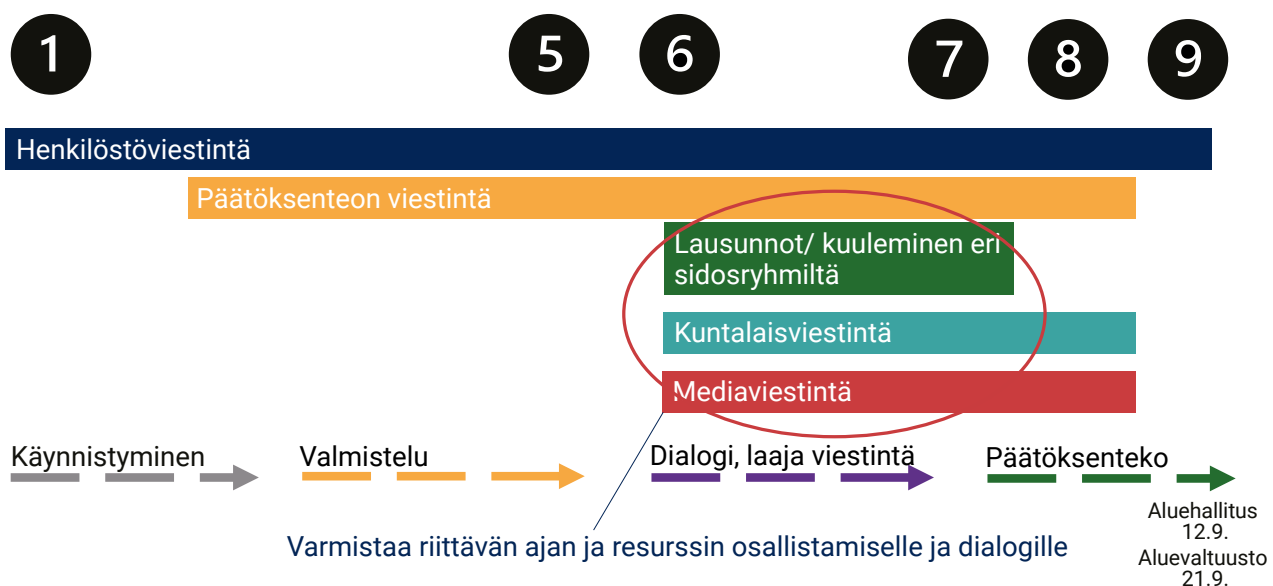 1 5 6 7 8 9
Henkilöstöviestintä
Päätöksenteon viestintä
Lausunnot/ kuuleminen eri
sidosryhmiltä
Kuntalaisviestintä
Mediaviestintä
Käynnistyminen
Valmistelu
Dialogi, laaja viestintä
Päätöksenteko
Aluehallitus
12.9.
Aluevaltuusto
21.9.
Varmistaa riittävän ajan ja resurssin osallistamiselle ja dialogille